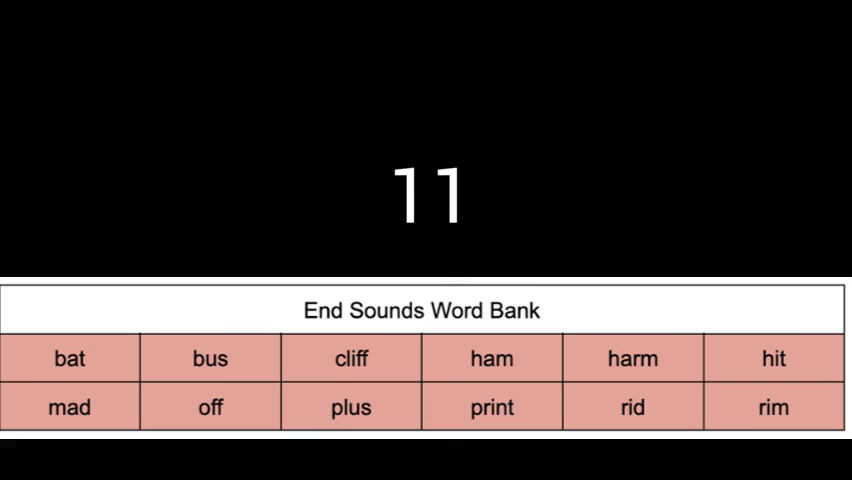 11
End Sounds Word Bank
bat bus cliff ham harm hit
mad off plus print rid rim